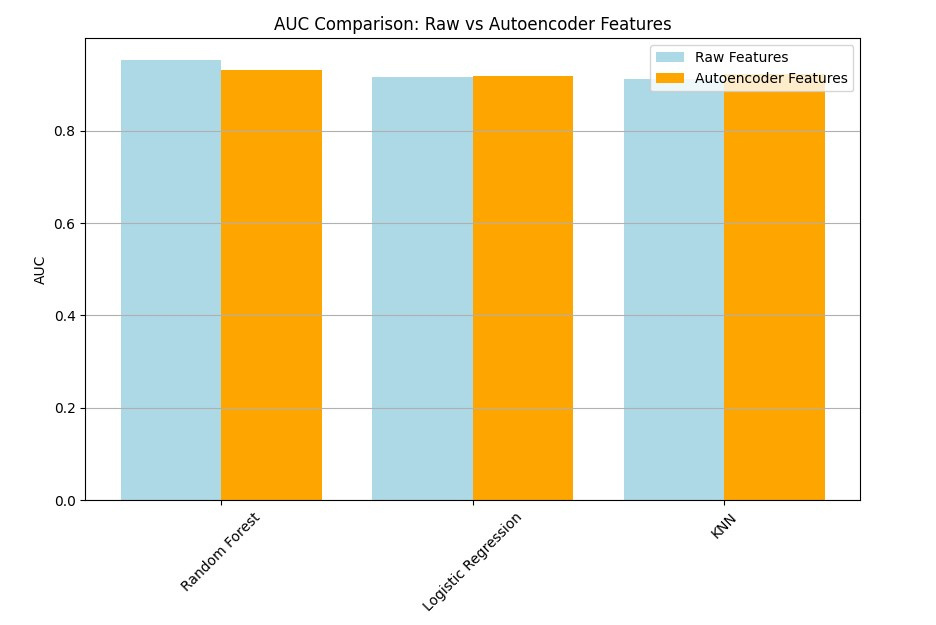 AUC Comparison: Raw vs Autoencoder Features
Raw Features
Autoencoder Features
0.8
0.6
0.4
0.2
0.0
AUC
Random Forest
Logistic Regression
KNN